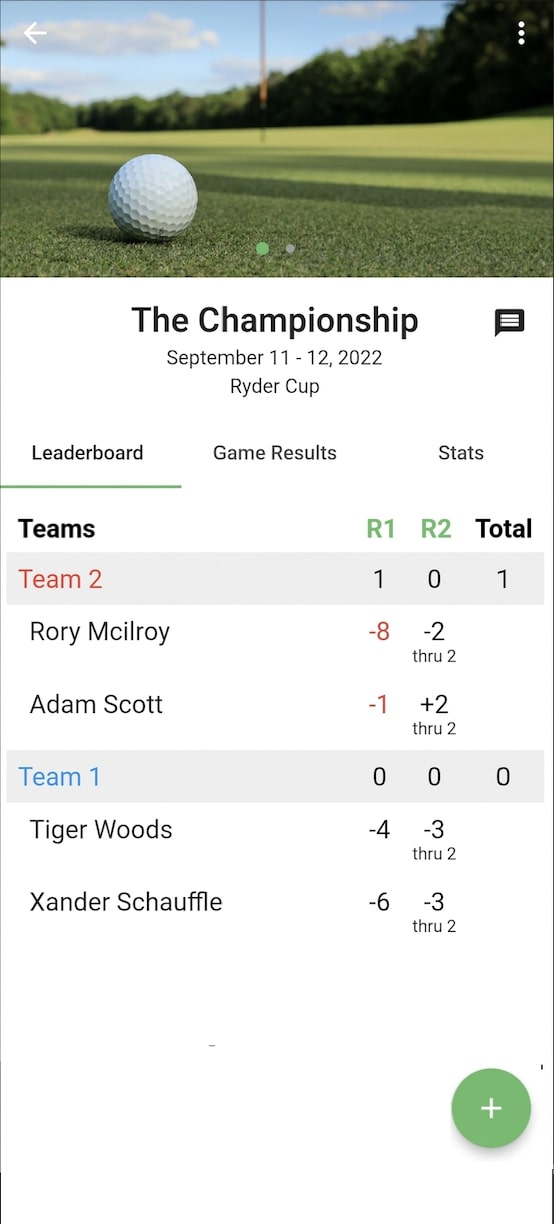 The Championship
September 11 - 12, 2022
Ryder Cup
Leaderboard Game Results Stats
Teams R1 R2 Total
Team 2 1 0 1
Rory Mcilroy -8 -2
thru 2
Adam Scott -1 +2
thru 2
Team 1 0 0 0
Tiger Woods -4 -3
thru 2
Xander Schauffle -6 -3
thru 2
+